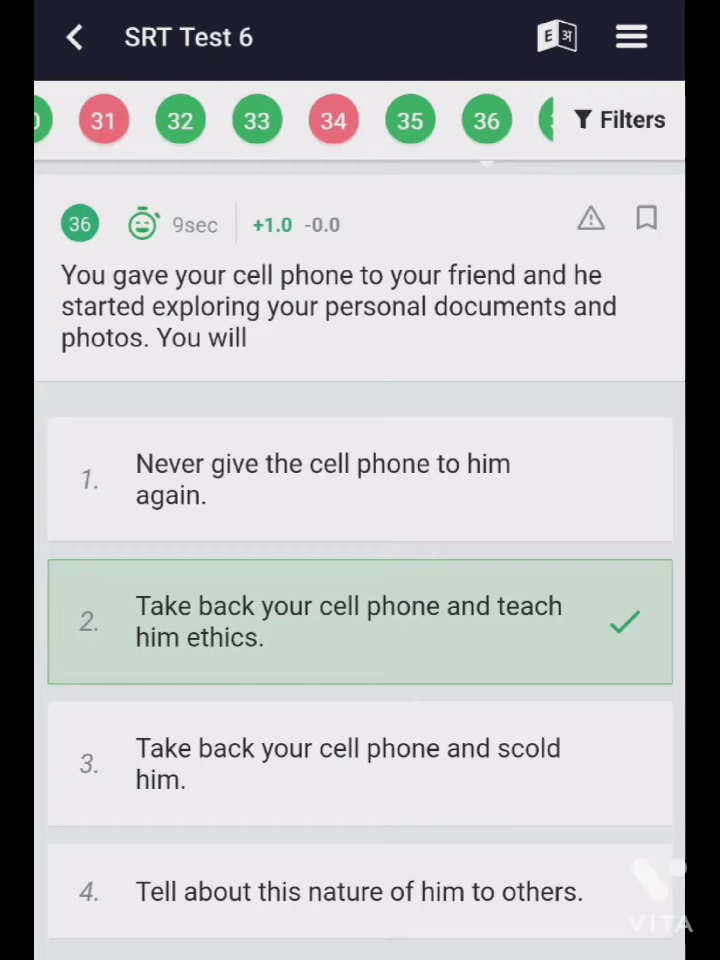 SRT Test 6
E अ
31 32 33 34 35 36 Filters
36 9sec +1.0 -0.0
You gave your cell phone to your friend and he
started exploring your personal documents and
photos. You will
1. Never give the cell phone to him
again.
2. Take back your cell phone and teach
him ethics.
3. Take back your cell phone and scold
him.
4. Tell about this nature of him to others.
VITA